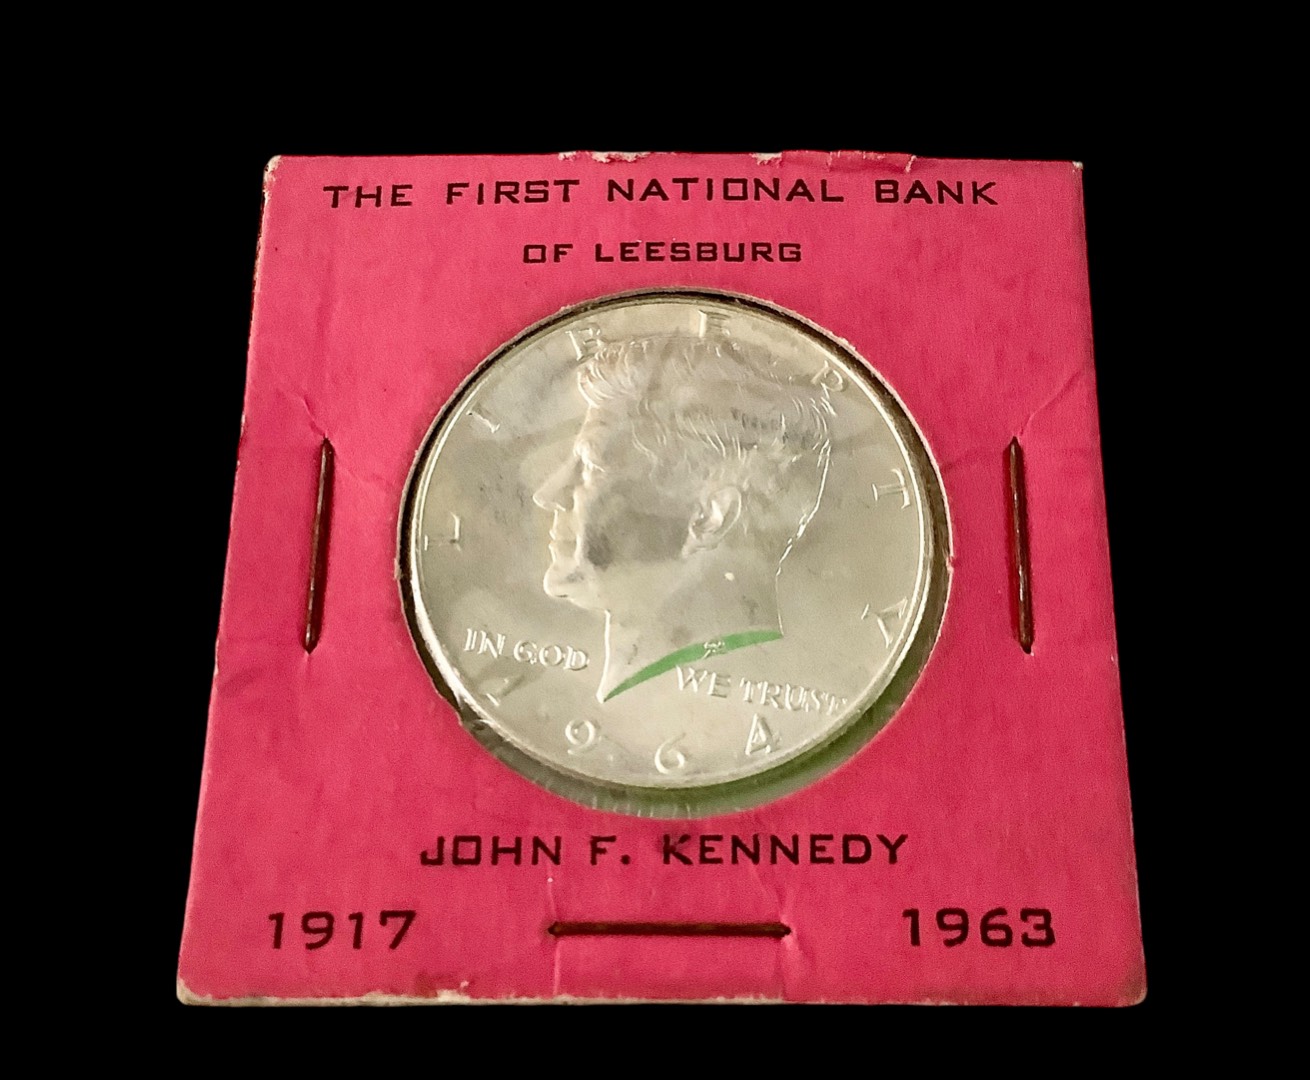 THE FIRST NATIONAL BANK
OF LEESBURG
LIBERTY
IN GOD WE TRUST
1964
JOHN F. KENNEDY
1917 1963